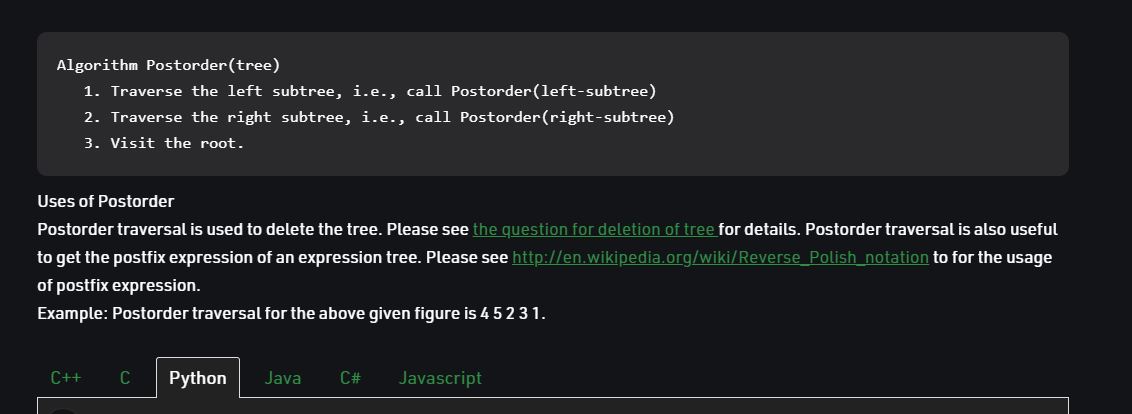 Algorithm Postorder(tree)
1. Traverse the left subtree, i.e., call Postorder(left-subtree)
2. Traverse the right subtree, i.e., call Postorder(right-subtree)
3. Visit the root.
Uses of Postorder
Postorder traversal is used to delete the tree. Please see the question for deletion of tree for details. Postorder traversal is also useful
to get the postfix expression of an expression tree. Please see http://en.wikipedia.org/wiki/Reverse_Polish_notation to for the usage
of postfix expression.
Example: Postorder traversal for the above given figure is 4 5 2 3 1.
C++ C Python Java C# Javascript